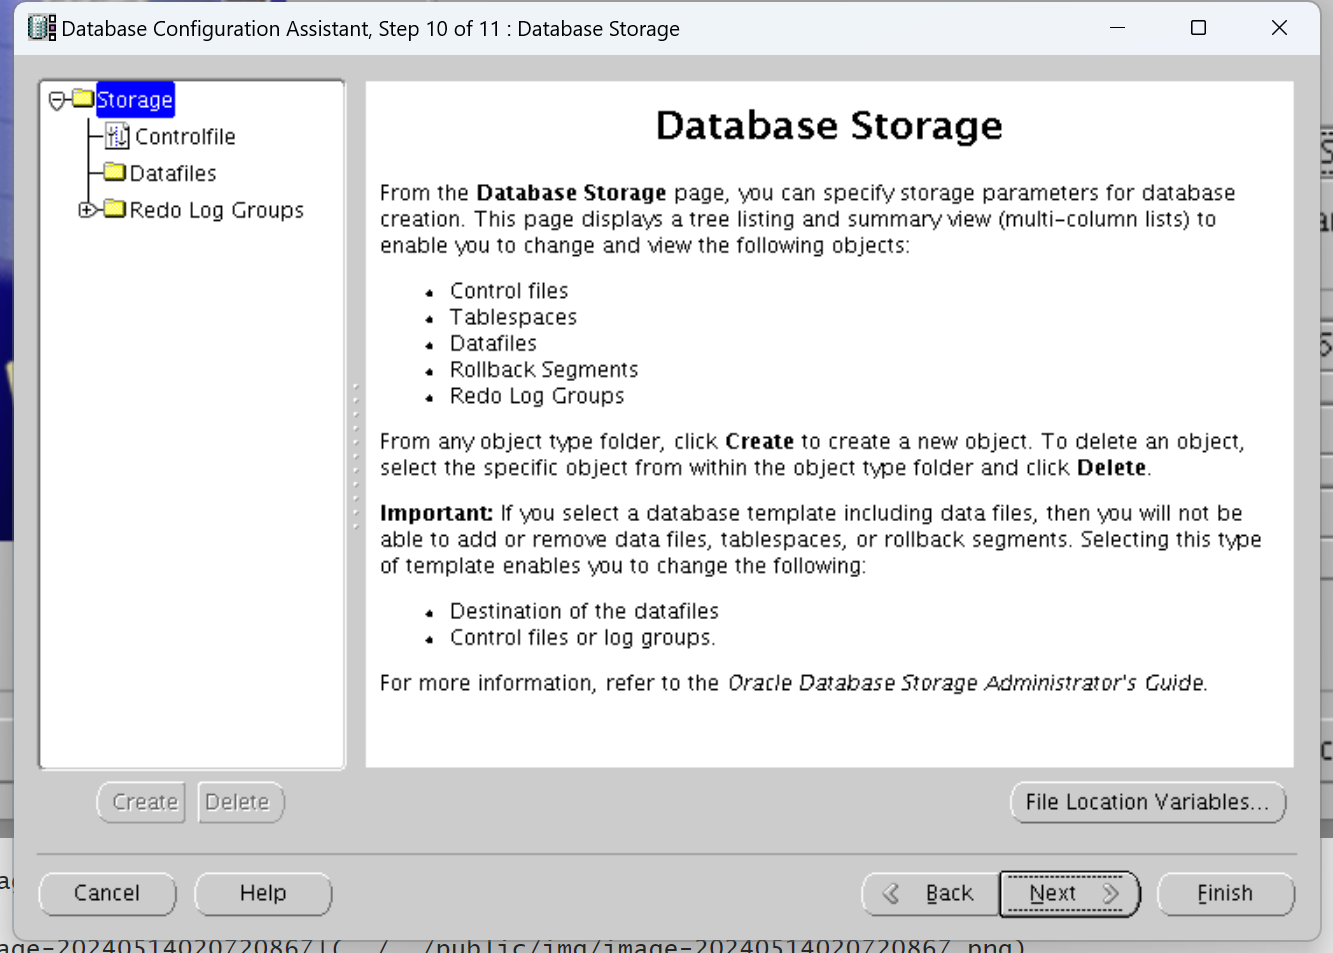 Database Configuration Assistant, Step 10 of 11 : Database Storage
Storage
Controlfile
Datafiles
Redo Log Groups
Database Storage
From the Database Storage page, you can specify storage parameters for database
creation. This page displays a tree listing and summary view (multi-column lists) to
enable you to change and view the following objects:
Control files
Tablespaces
Datafiles
Rollback Segments
Redo Log Groups
From any object type folder, click Create to create a new object. To delete an object,
select the specific object from within the object type folder and click Delete.
Important: If you select a database template including data files, then you will not be
able to add or remove data files, tablespaces, or rollback segments. Selecting this type
of template enables you to change the following:
Destination of the datafiles
Control files or log groups.
For more information, refer to the Oracle Database Storage Administrator's Guide.
Create Delete
File Location Variables...
Cancel Help Back Next Finish
age-20240514020720867](../../public/img/image-20240514020720867.png)